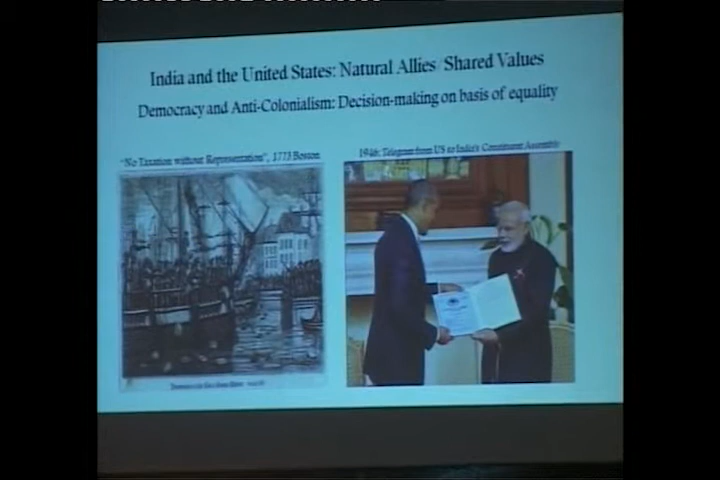 India and the United States: Natural Allies/Shared Values
Democracy and Anti-Colonialism: Decision-making on basis of equality
"No Taxation without Representation", 1773 Boston
1946: Telegram from US to India's Constituent Assembly